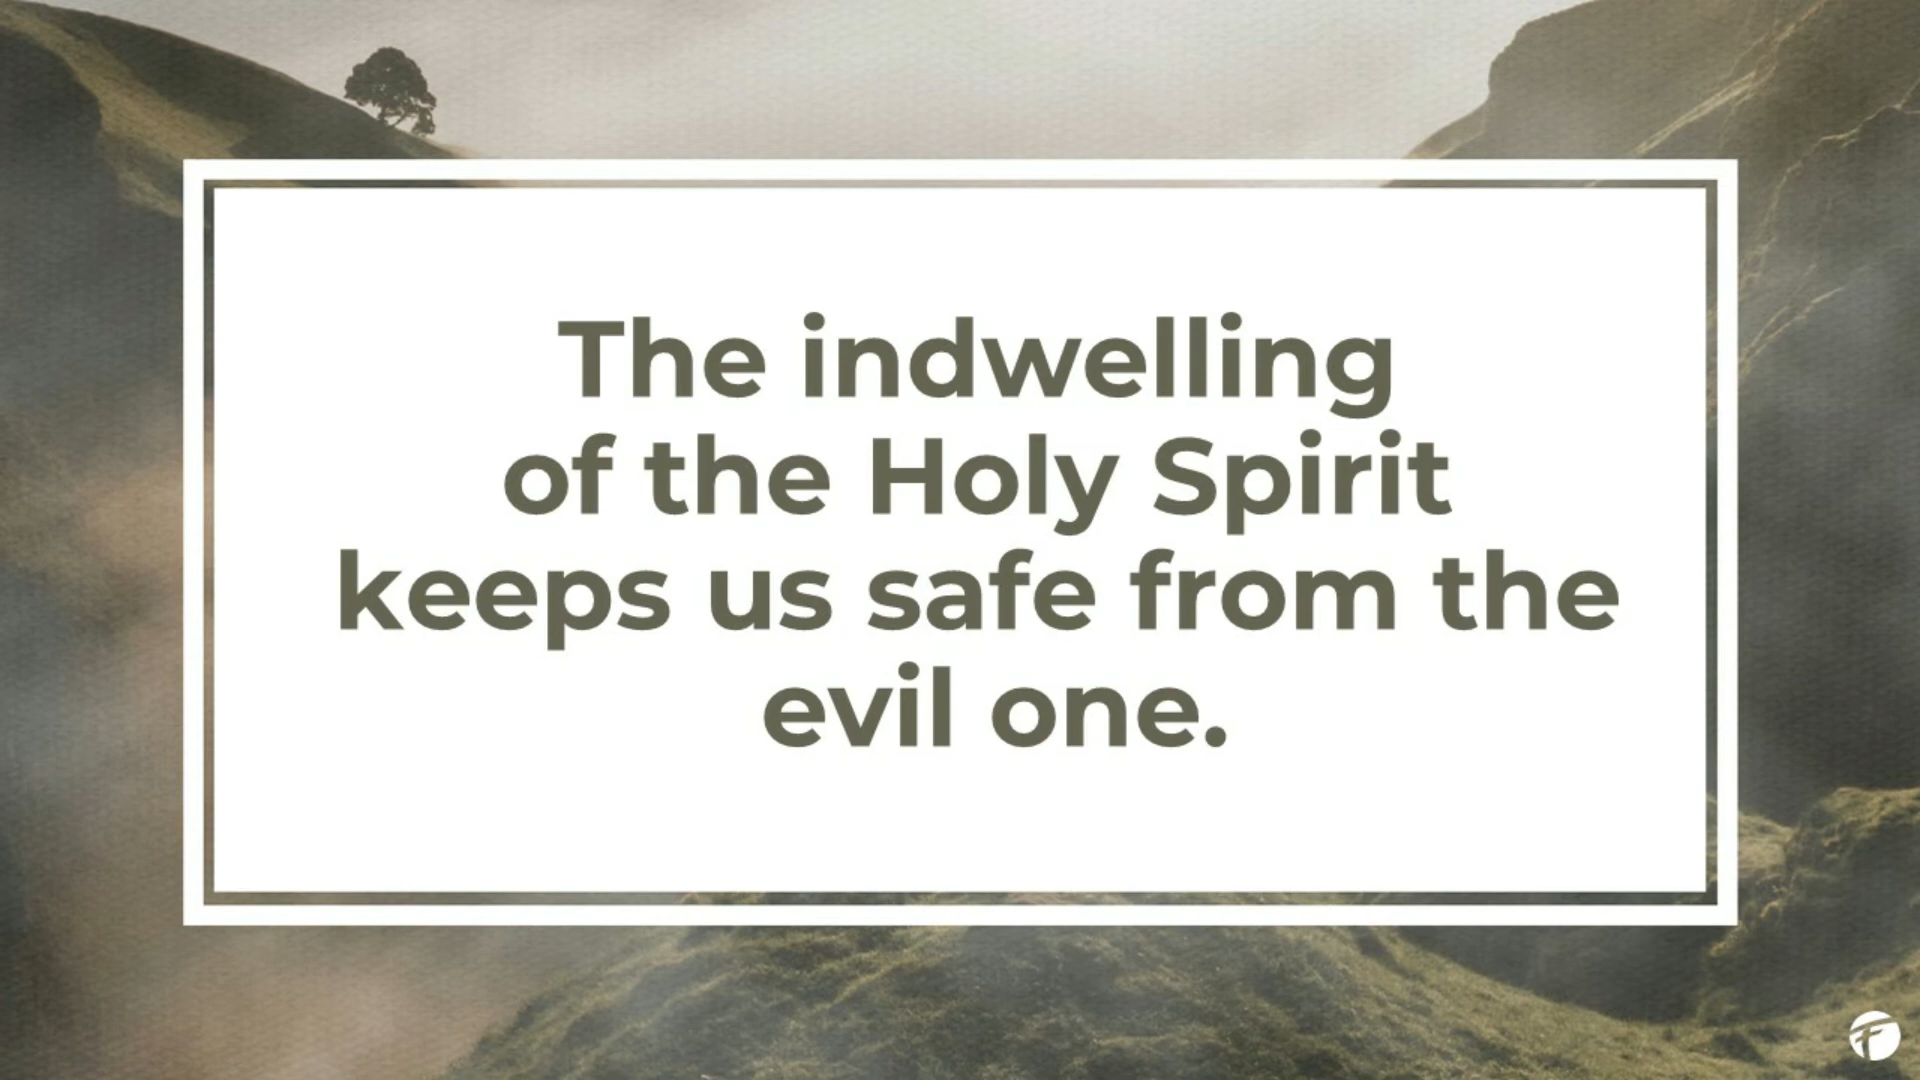 The indwelling
of the Holy Spirit
keeps us safe from the
evil one.